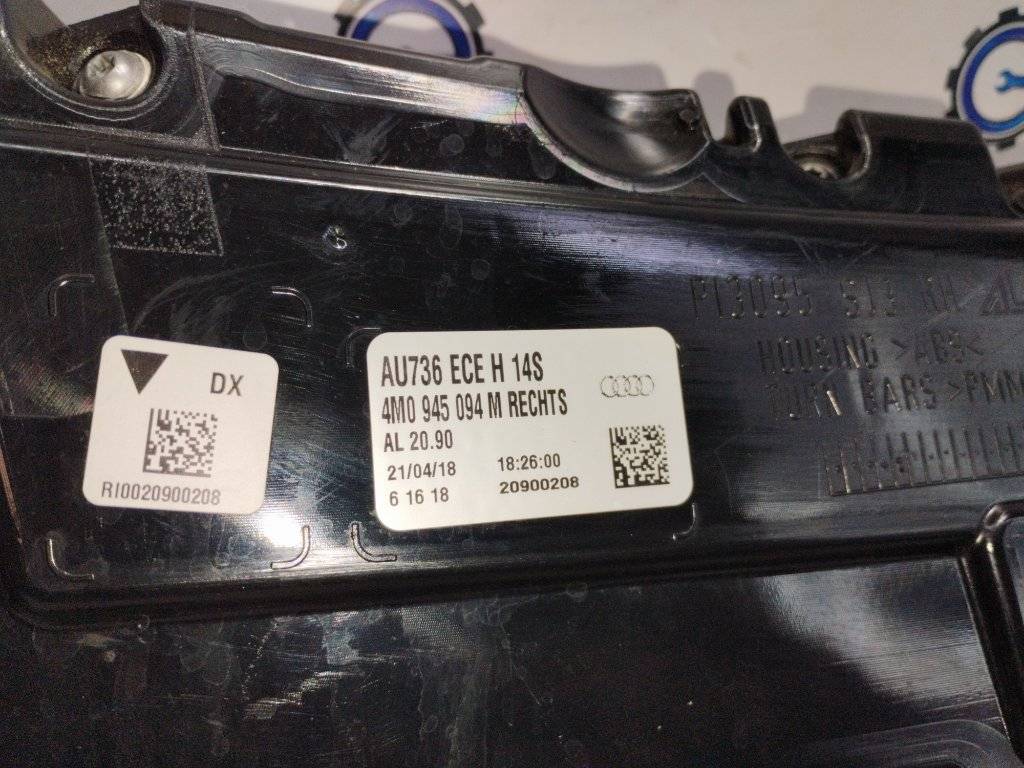 DX
RI0020900208
AU736 ECE H 14S
4M0 945 094 M RECHTS
AL 20.90
21/04/18 18:26:00
6 16 18 20900208
HOUSING >ABS<